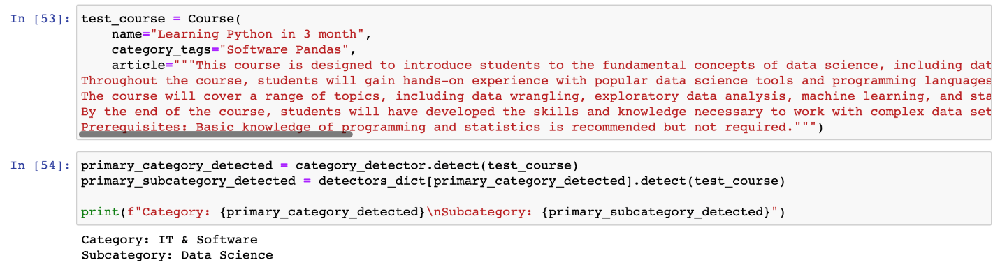 In [53]: test_course = Course(
name="Learning Python in 3 month",
category_tags="Software Pandas",
article="""This course is designed to introduce students to the fundamental concepts of data science, including dat
Throughout the course, students will gain hands-on experience with popular data science tools and programming languages
The course will cover a range of topics, including data wrangling, exploratory data analysis, machine learning, and sta
By the end of the course, students will have developed the skills and knowledge necessary to work with complex data set
Prerequisites: Basic knowledge of programming and statistics is recommended but not required.""")
In [54]: primary_category_detected = category_detector.detect(test_course)
primary_subcategory_detected = detectors_dict[primary_category_detected].detect(test_course)
print(f"Category: {primary_category_detected}\nSubcategory: {primary_subcategory_detected}")
Category: IT & Software
Subcategory: Data Science